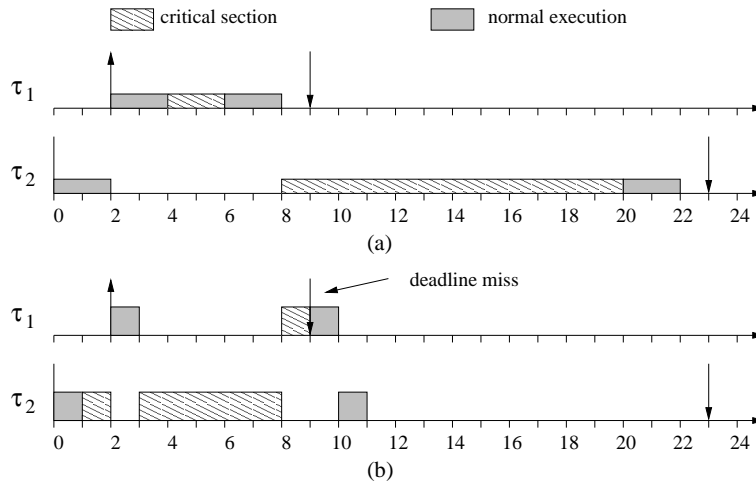 critical section normal execution
τ1
τ2
0 2 4 6 8 10 12 14 16 18 20 22 24
(a)
deadline miss
τ1
τ2
0 2 4 6 8 10 12 14 16 18 20 22 24
(b)